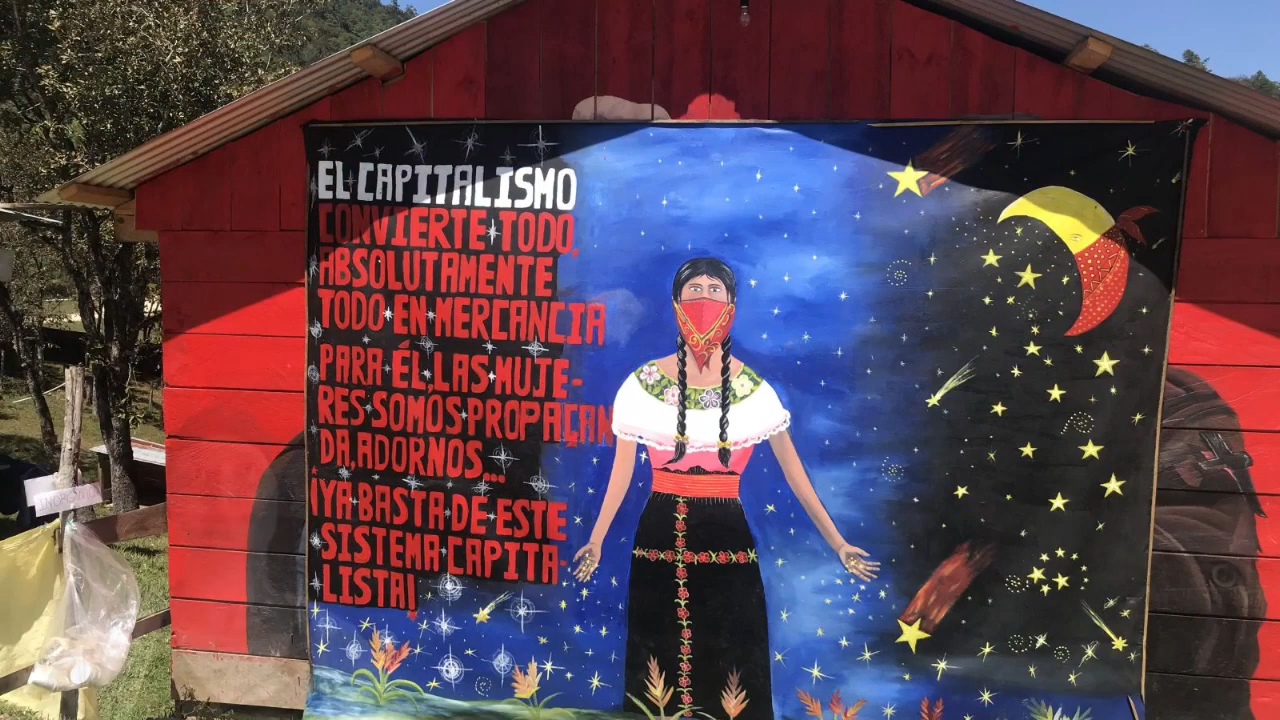 EL CAPITALISMO
CONVIERTE TODO,
ABSOLUTAMENTE
TODO EN MERCANCIA
PARA ÉL, LAS MUJE-
RES SOMOS PROPAGAN
DA, ADORNOS...
¡YA BASTA DE ESTE
SISTEMA CAPITA-
LISTA!